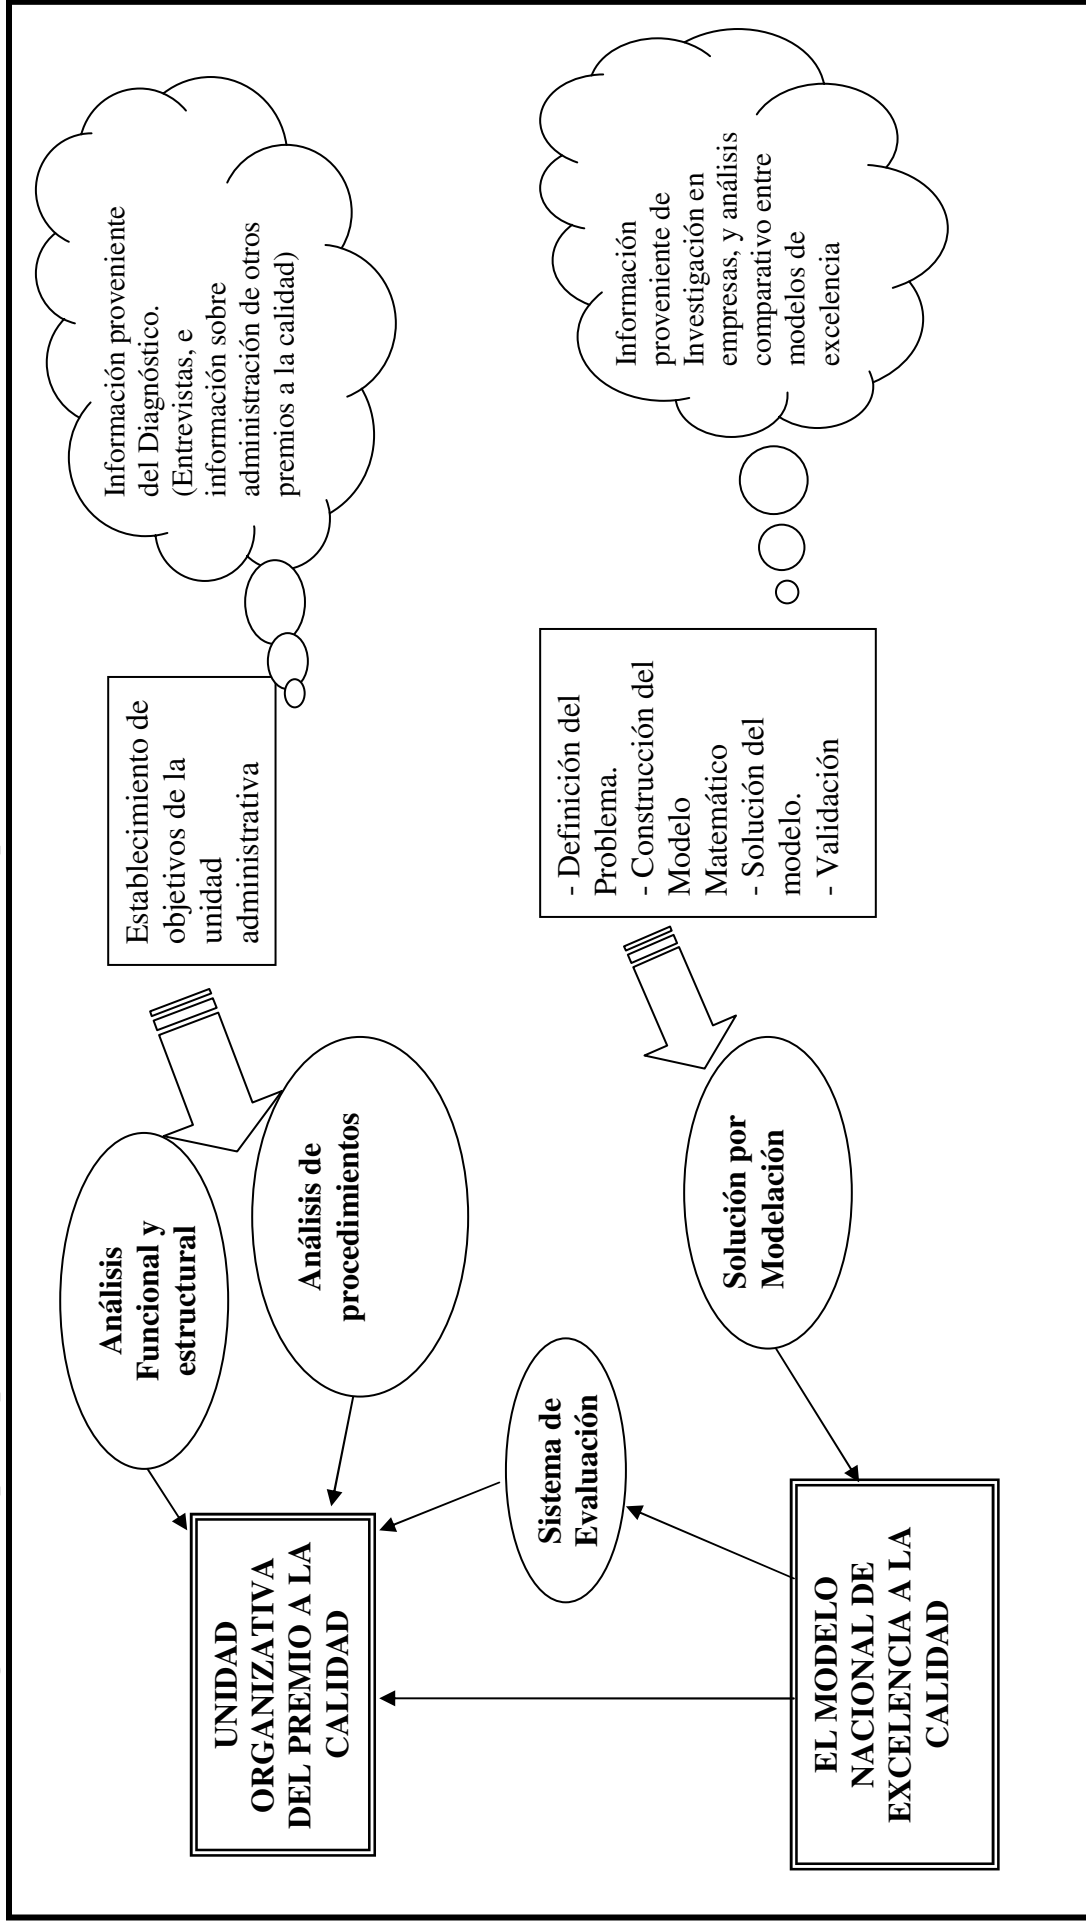 UNIDAD
ORGANIZATIVA
DEL PREMIO A LA
CALIDAD
Análisis
Funcional y
estructural
Análisis de
procedimientos
Establecimiento de
objetivos de la
unidad
administrativa
Información proveniente
del Diagnóstico.
(Entrevistas, e
información sobre
administración de otros
premios a la calidad)
Sistema de
Evaluación
EL MODELO
NACIONAL DE
EXCELENCIA A LA
CALIDAD
Solución por
Modelación
- Definición del
Problema.
- Construcción del
Modelo
Matemático
- Solución del
modelo.
- Validación
Información
proveniente de
Investigación en
empresas, y análisis
comparativo entre
modelos de
excelencia